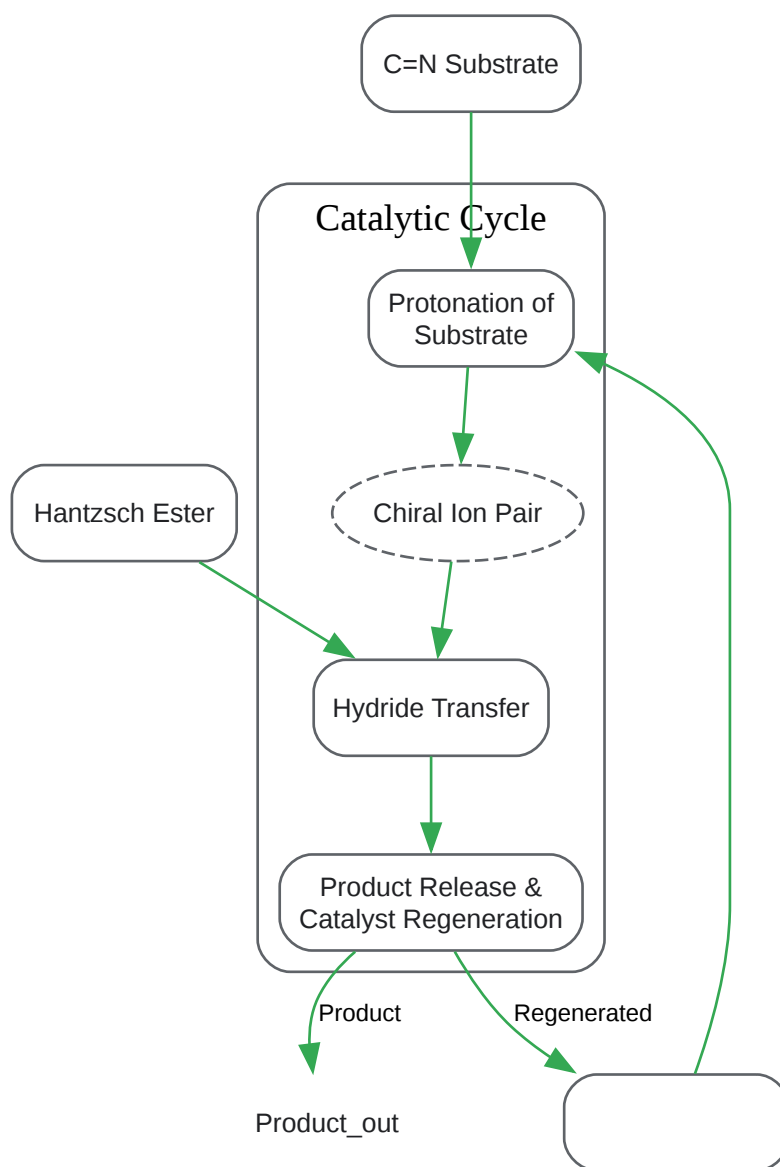 C=N Substrate
Catalytic Cycle
Protonation of
Substrate
Chiral Ion Pair
Hantzsch Ester
Hydride Transfer
Product Release &
Catalyst Regeneration
Product
Regenerated
Product_out